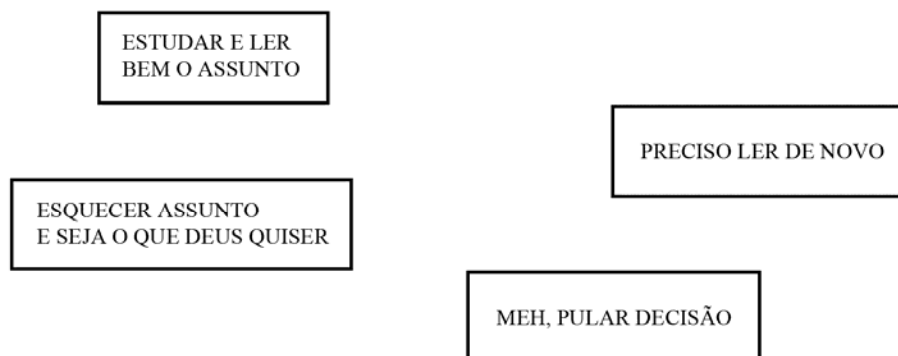 ESTUDAR E LER
BEM O ASSUNTO
PRECISO LER DE NOVO
ESQUECER ASSUNTO
E SEJA O QUE DEUS QUISER
MEH, PULAR DECISÃO